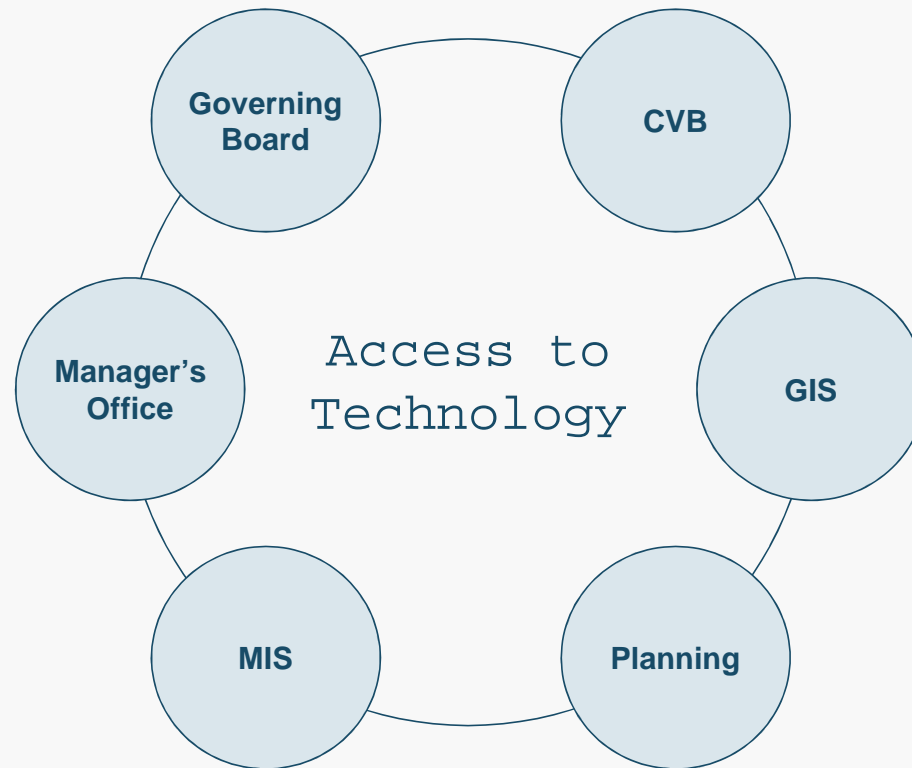 Governing
Board
CVB
Manager’s
Office
Access to
Technology
GIS
MIS
Planning